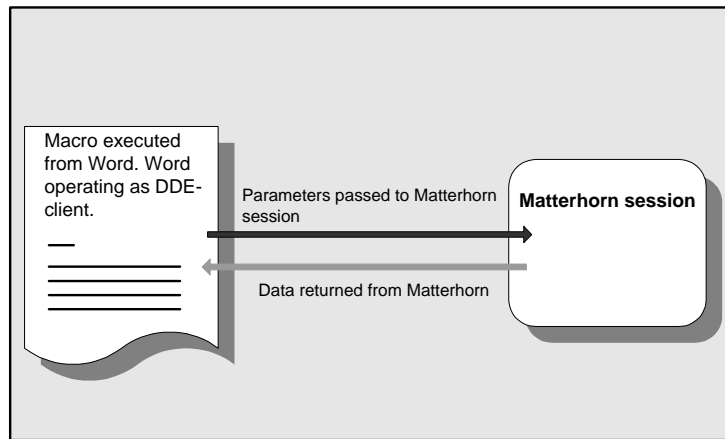 Macro executed
from Word. Word
operating as DDE-
client.
Parameters passed to Matterhorn
session
Matterhorn session
Data returned from Matterhorn